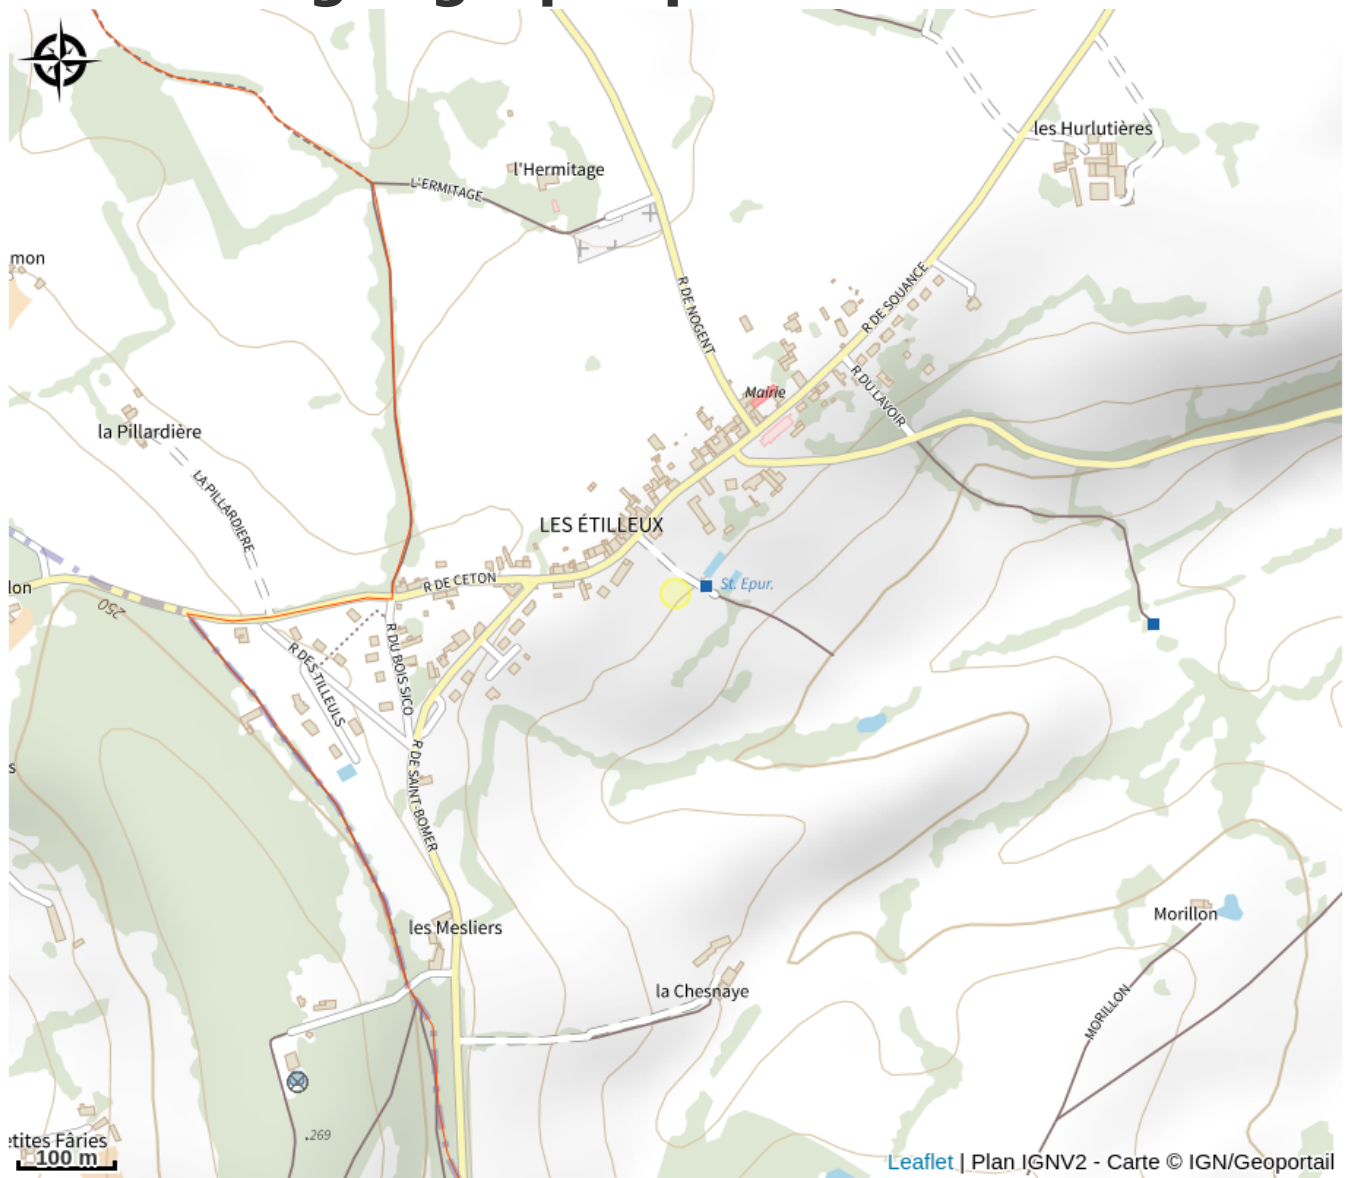 les Hurlutières
l'Hermitage
L'ERMITAGE
mon
R DE NOGENT
R DE SOUANCE
Mairie
R DU LAVOIR
la Pillardière
LA PILLARDIERE
LES ÉTILLEUX
R DE CETON
St. Epur.
lon
250
R DES TILLEULS
R DU BOIS SICO
R DE SAINT-BOMER
s
les Mesliers
Morillon
la Chesnaye
MORILLON
.269
etites Fâries
100 m
Leaflet | Plan IGNV2 - Carte © IGN/Geoportail